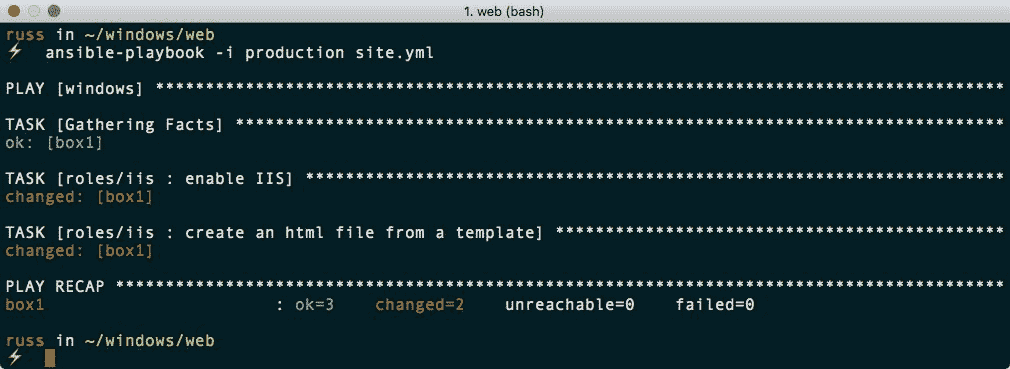 1. web (bash)
russ in ~/windows/web
⚡ ansible-playbook -i production site.yml
PLAY [windows] *************************************************************************************
TASK [Gathering Facts] *****************************************************************************
ok: [box1]
TASK [roles/iis : enable IIS] **********************************************************************
changed: [box1]
TASK [roles/iis : create an html file from a template] *********************************************
changed: [box1]
PLAY RECAP *****************************************************************************************
box1 : ok=3 changed=2 unreachable=0 failed=0
russ in ~/windows/web
⚡